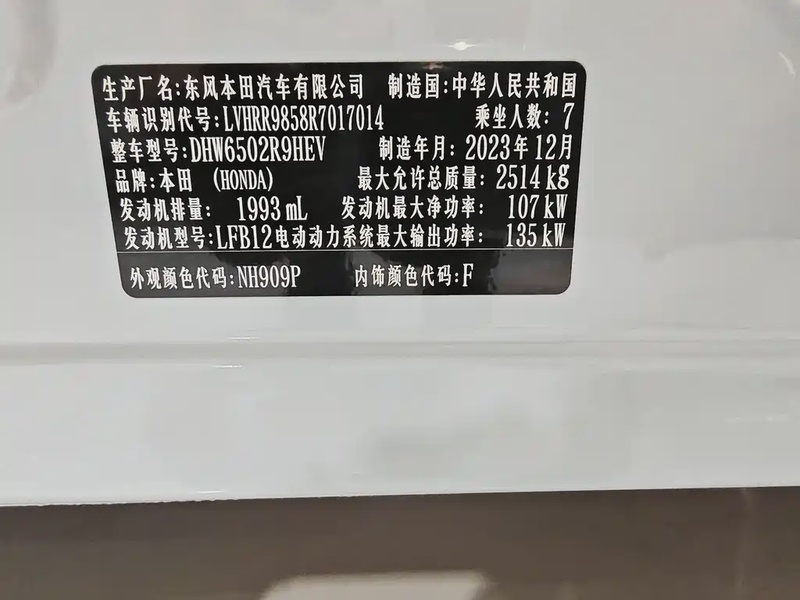 生产厂名:东风本田汽车有限公司 制造国:中华人民共和国
车辆识别代号:LVHRR9858R7017014 乘坐人数: 7
整车型号:DHW6502R9HEV 制造年月: 2023年12月
品牌:本田 (HONDA) 最大允许总质量: 2514 kg
发动机排量: 1993 mL 发动机最大净功率: 107 kW
发动机型号:LFB12 电动动力系统最大输出功率: 135 kW
外观颜色代码:NH909P 内饰颜色代码:F